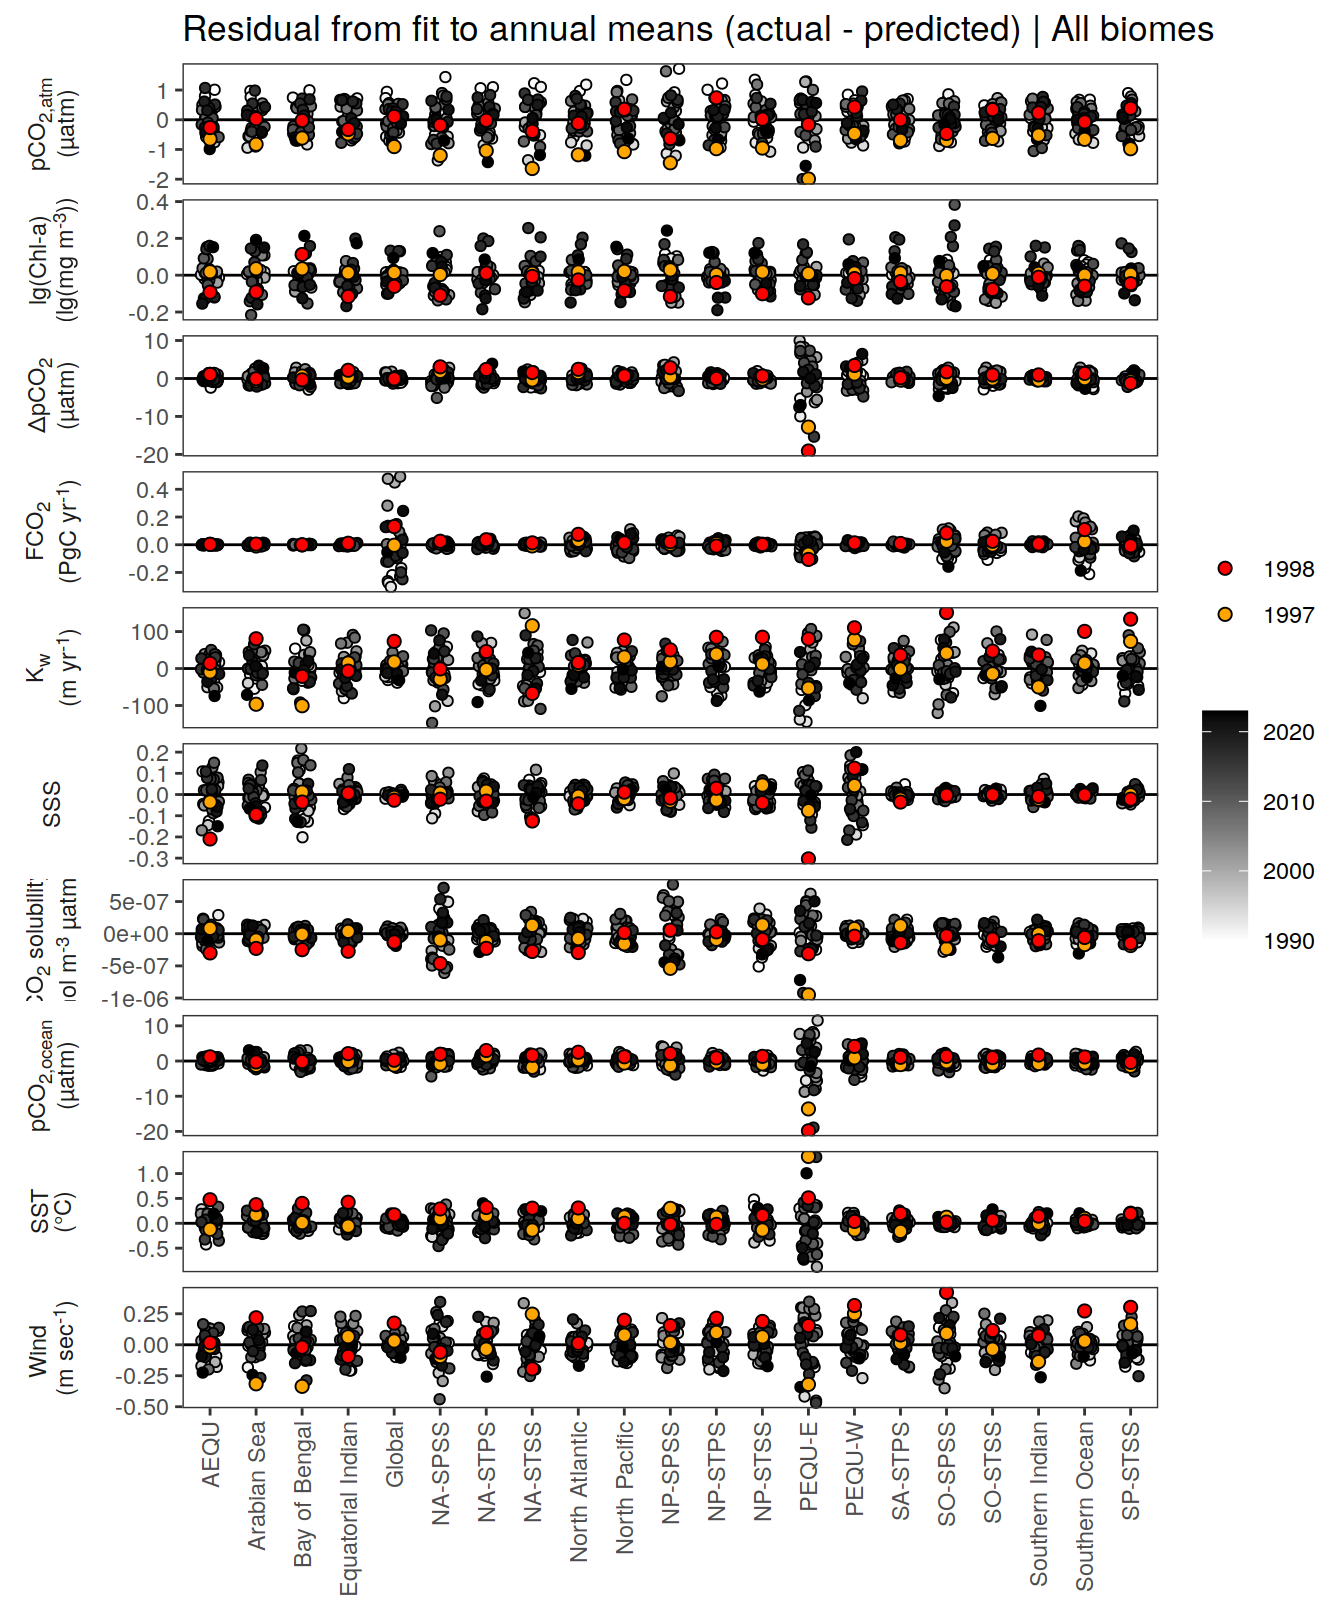 Residual from fit to annual means (actual - predicted) | All biomes
pCO2,atm
(µatm)
1
0
-1
-2
lg(Chl-a)
(lg(mg m-3))
0.4
0.2
0.0
-0.2
ΔpCO2
(µatm)
10
0
-10
-20
FCO2
(PgC yr-1)
0.4
0.2
0.0
-0.2
Kw
(m yr-1)
100
0
-100
SSS
0.2
0.1
0.0
-0.1
-0.2
-0.3
CO2 solubility
ol m-3 µatm
5e-07
0e+00
-5e-07
-1e-06
pCO2,ocean
(µatm)
10
0
-10
-20
SST
(°C)
1.0
0.5
0.0
-0.5
Wind
(m sec-1)
0.25
0.00
-0.25
-0.50
AEQU
Arabian Sea
Bay of Bengal
Equatorial Indian
Global
NA-SPSS
NA-STPS
NA-STSS
North Atlantic
North Pacific
NP-SPSS
NP-STPS
NP-STSS
PEQU-E
PEQU-W
SA-STPS
SO-SPSS
SO-STSS
Southern Indian
Southern Ocean
SP-STSS
1998
1997
2020
2010
2000
1990